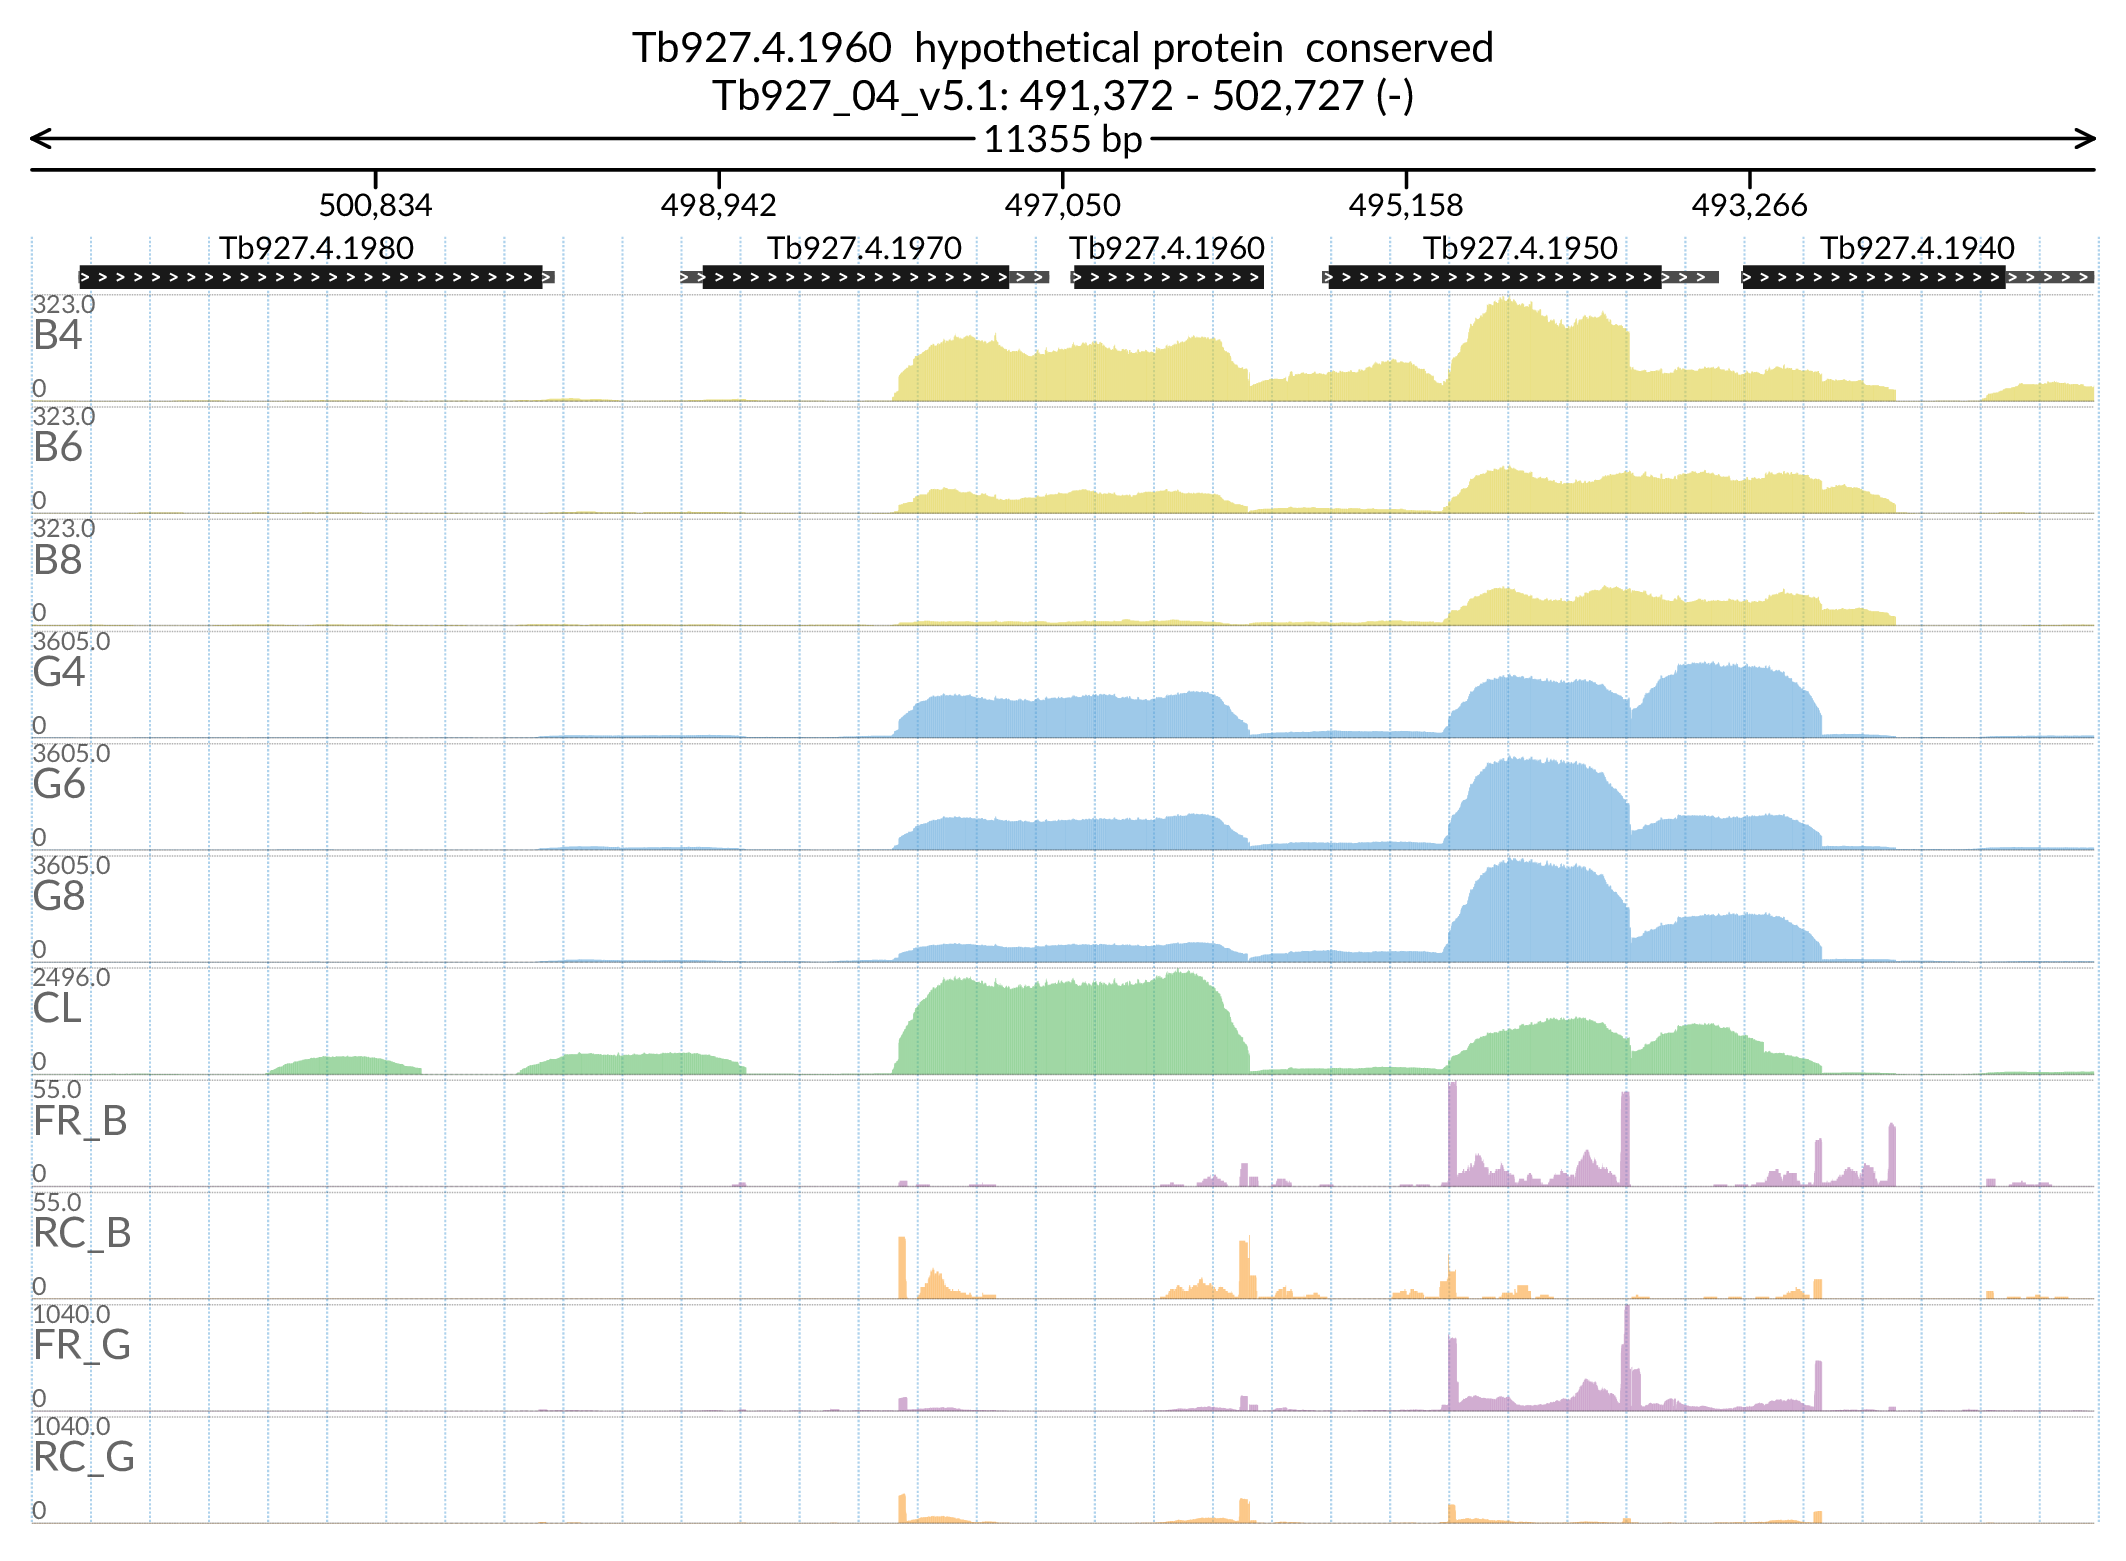 Tb927.4.1960 hypothetical protein conserved
Tb927_04_v5.1: 491,372 - 502,727 (-)
11355 bp
500,834 498,942 497,050 495,158 493,266
Tb927.4.1980 Tb927.4.1970 Tb927.4.1960 Tb927.4.1950 Tb927.4.1940
323.0
B4
0
323.0
B6
0
323.0
B8
0
3605.0
G4
0
3605.0
G6
0
3605.0
G8
0
2496.0
CL
0
55.0
FR_B
0
55.0
RC_B
0
1040.0
FR_G
0
1040.0
RC_G
0